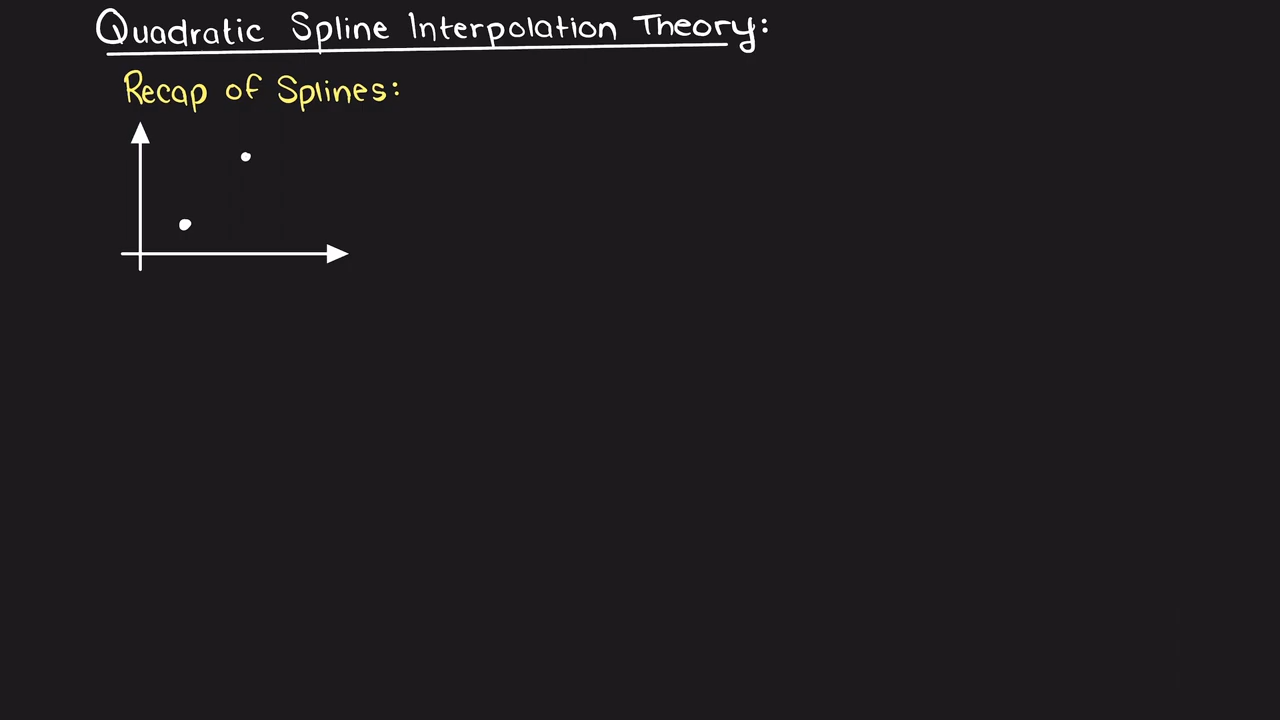 Quadratic Spline Interpolation Theory:
Recap of Splines: